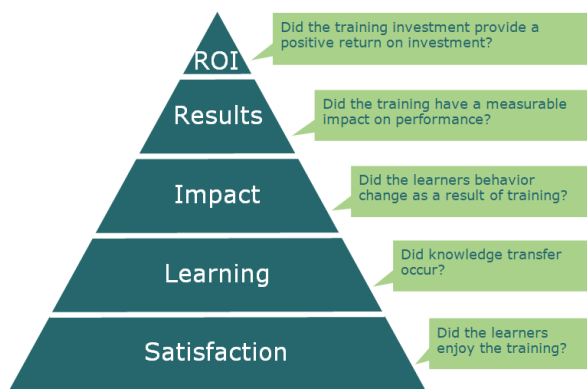 Did the training investment provide a
positive return on investment?
ROI
Results
Did the training have a measurable
impact on performance?
Impact
Did the learners behavior
change as a result of training?
Learning
Did knowledge transfer
occur?
Satisfaction
Did the learners
enjoy the training?